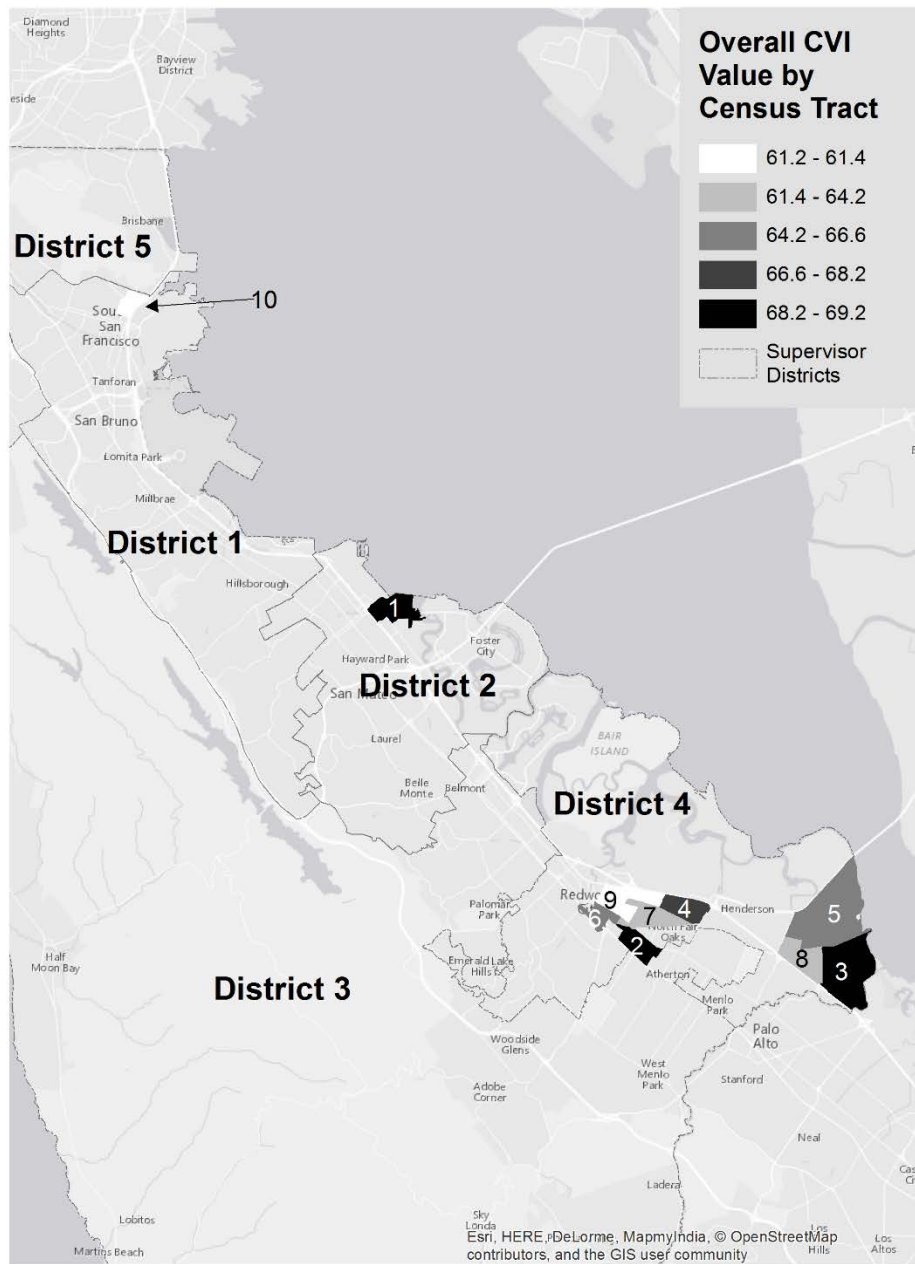 Diamond
Heights
Bayview
District
eside
Brisbane
District 5
10
San
Francisco
Tanforan
San Bruno
Lomita Park
Millbrae
District 1
Hillsborough
1
Foster
City
Hayward Park
District 2
San Mateo
Laurel
Belle
Monte
Belmont
BAIR
ISLAND
District 4
Palomar
Park
9
6
7
4
Henderson
5
North Fair
Oaks
2
8
3
Emerald Lake
Hills
Atherton
Menlo
Park
Half
Moon Bay
District 3
Woodside
Glens
Palo
Alto
West
Menlo
Park
Stanford
Adobe
Corner
Neal
Ladera
Lobitos
Sky
Londa
Los
Hills
Los
Altos
Martins Beach
Esri, HERE, DeLorme, MapmyIndia, © OpenStreetMap
contributors, and the GIS user community
Overall CVI
Value by
Census Tract
61.2 - 61.4
61.4 - 64.2
64.2 - 66.6
66.6 - 68.2
68.2 - 69.2
Supervisor
Districts